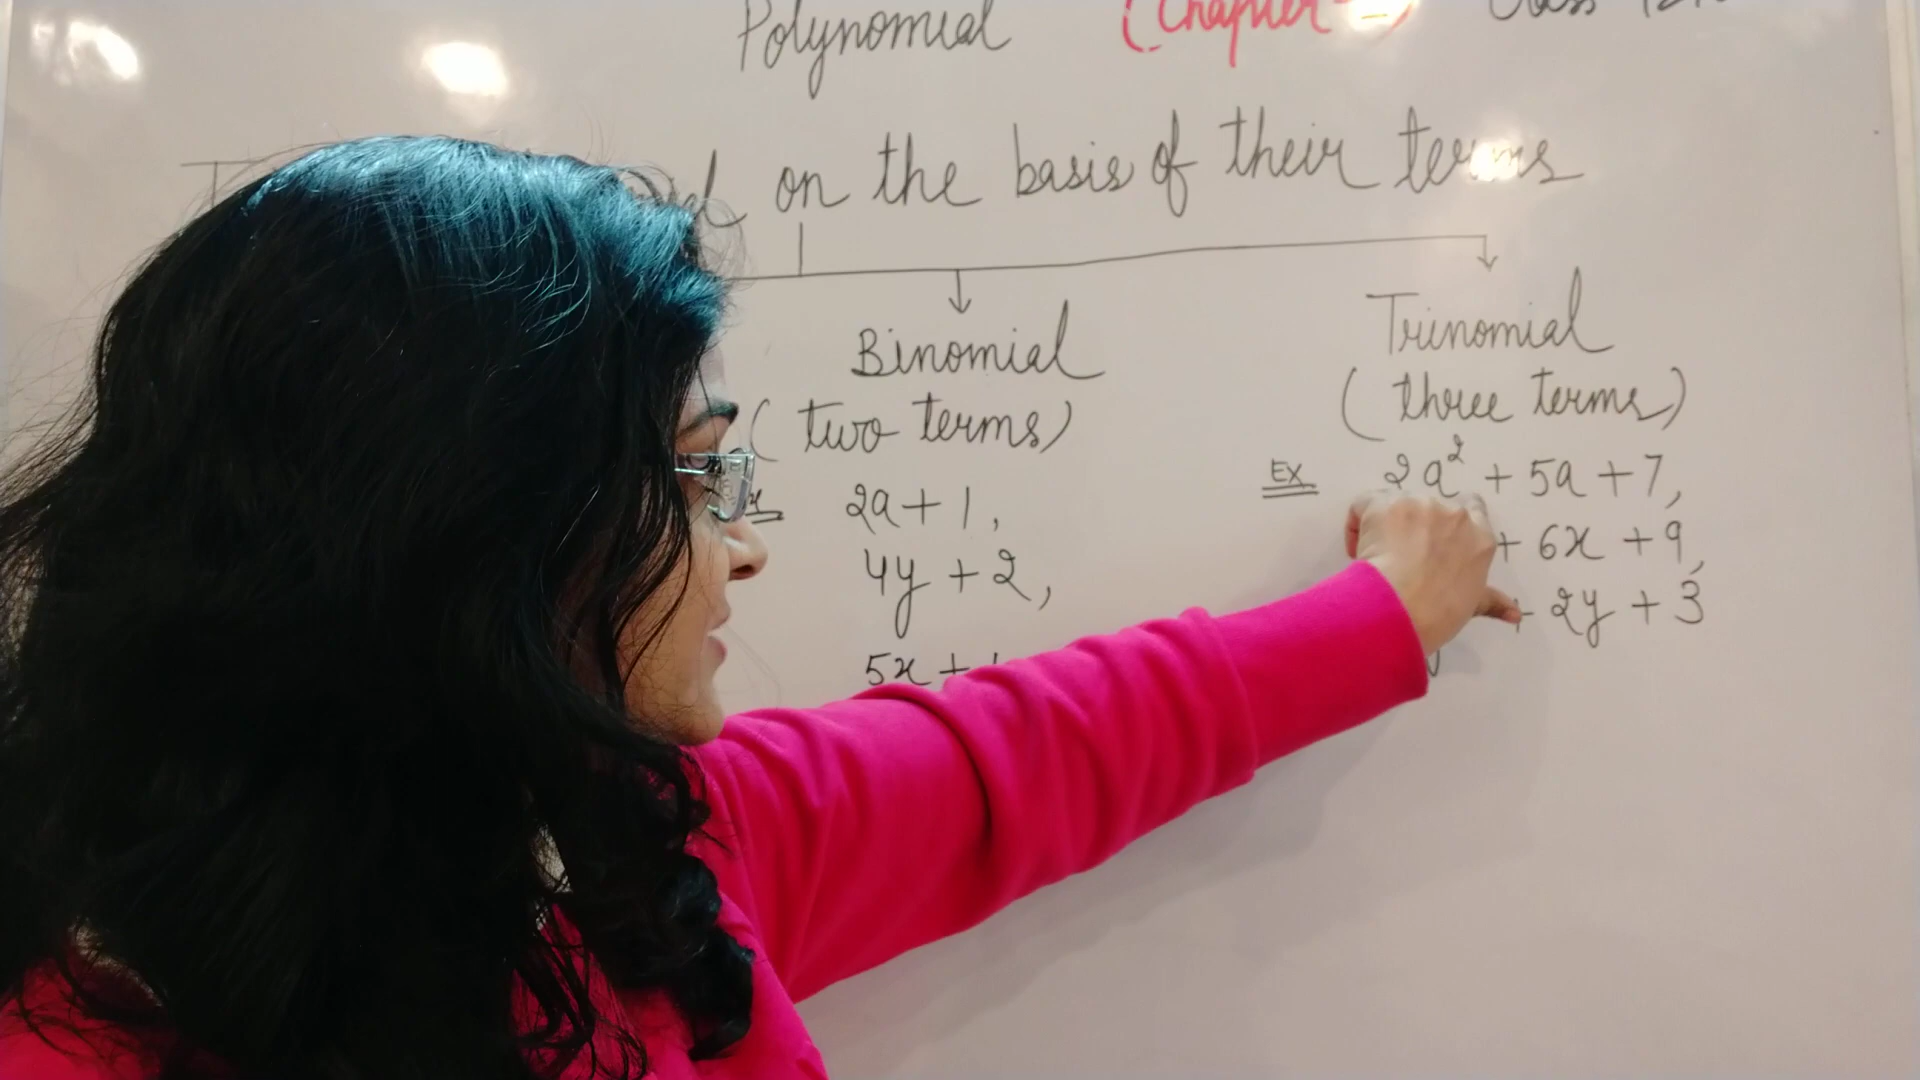 Polynomial (Chapter-
on the basis of their terms
Binomial
(two terms)
2a + 1,
4y + 2,
5x +
Trinomial
(three terms)
Ex 2a² + 5a + 7,
+ 6x + 9,
+ 2y + 3